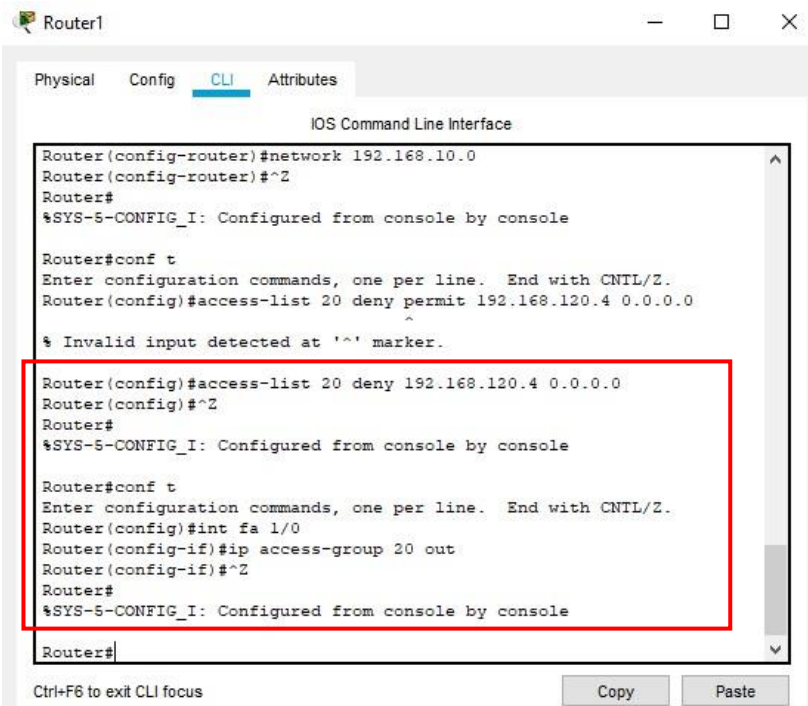 Router1
Physical Config CLI Attributes
IOS Command Line Interface
Router(config-router)#network 192.168.10.0
Router(config-router)#^Z
Router#
%SYS-5-CONFIG_I: Configured from console by console
Router#conf t
Enter configuration commands, one per line. End with CNTL/Z.
Router(config)#access-list 20 deny permit 192.168.120.4 0.0.0.0
^
% Invalid input detected at '^' marker.
Router(config)#access-list 20 deny 192.168.120.4 0.0.0.0
Router(config)#^Z
Router#
%SYS-5-CONFIG_I: Configured from console by console
Router#conf t
Enter configuration commands, one per line. End with CNTL/Z.
Router(config)#int fa 1/0
Router(config-if)#ip access-group 20 out
Router(config-if)#^Z
Router#
%SYS-5-CONFIG_I: Configured from console by console
Router#
Ctrl+F6 to exit CLI focus
Copy Paste